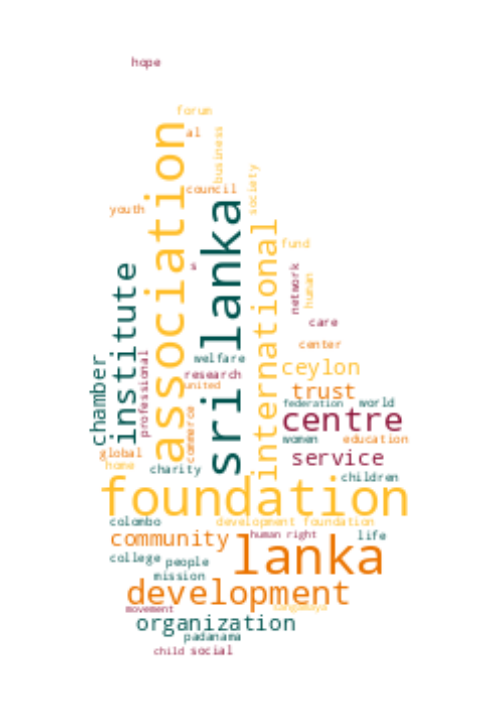 hope
forum
al
business
association
council
society
youth
sri lanka
international
fund
s
network
human
institute
care
center
chamber
professional
welfare
ceylon
research
united
trust
commerce
federation
world
centre
women
education
global
service
home
charity
children
foundation
colombo
development foundation
community
human right
life
lanka
college
people
mission
development
movement
organization
padanama
child
social